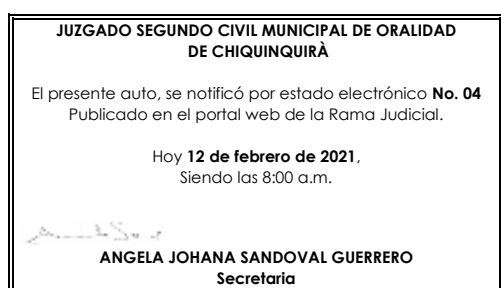 JUZGADO SEGUNDO CIVIL MUNICIPAL DE ORALIDAD
DE CHIQUINQUIRÀ
El presente auto, se notificó por estado electrónico No. 04
Publicado en el portal web de la Rama Judicial.
Hoy 12 de febrero de 2021,
Siendo las 8:00 a.m.
ANGELA JOHANA SANDOVAL GUERRERO
Secretaria